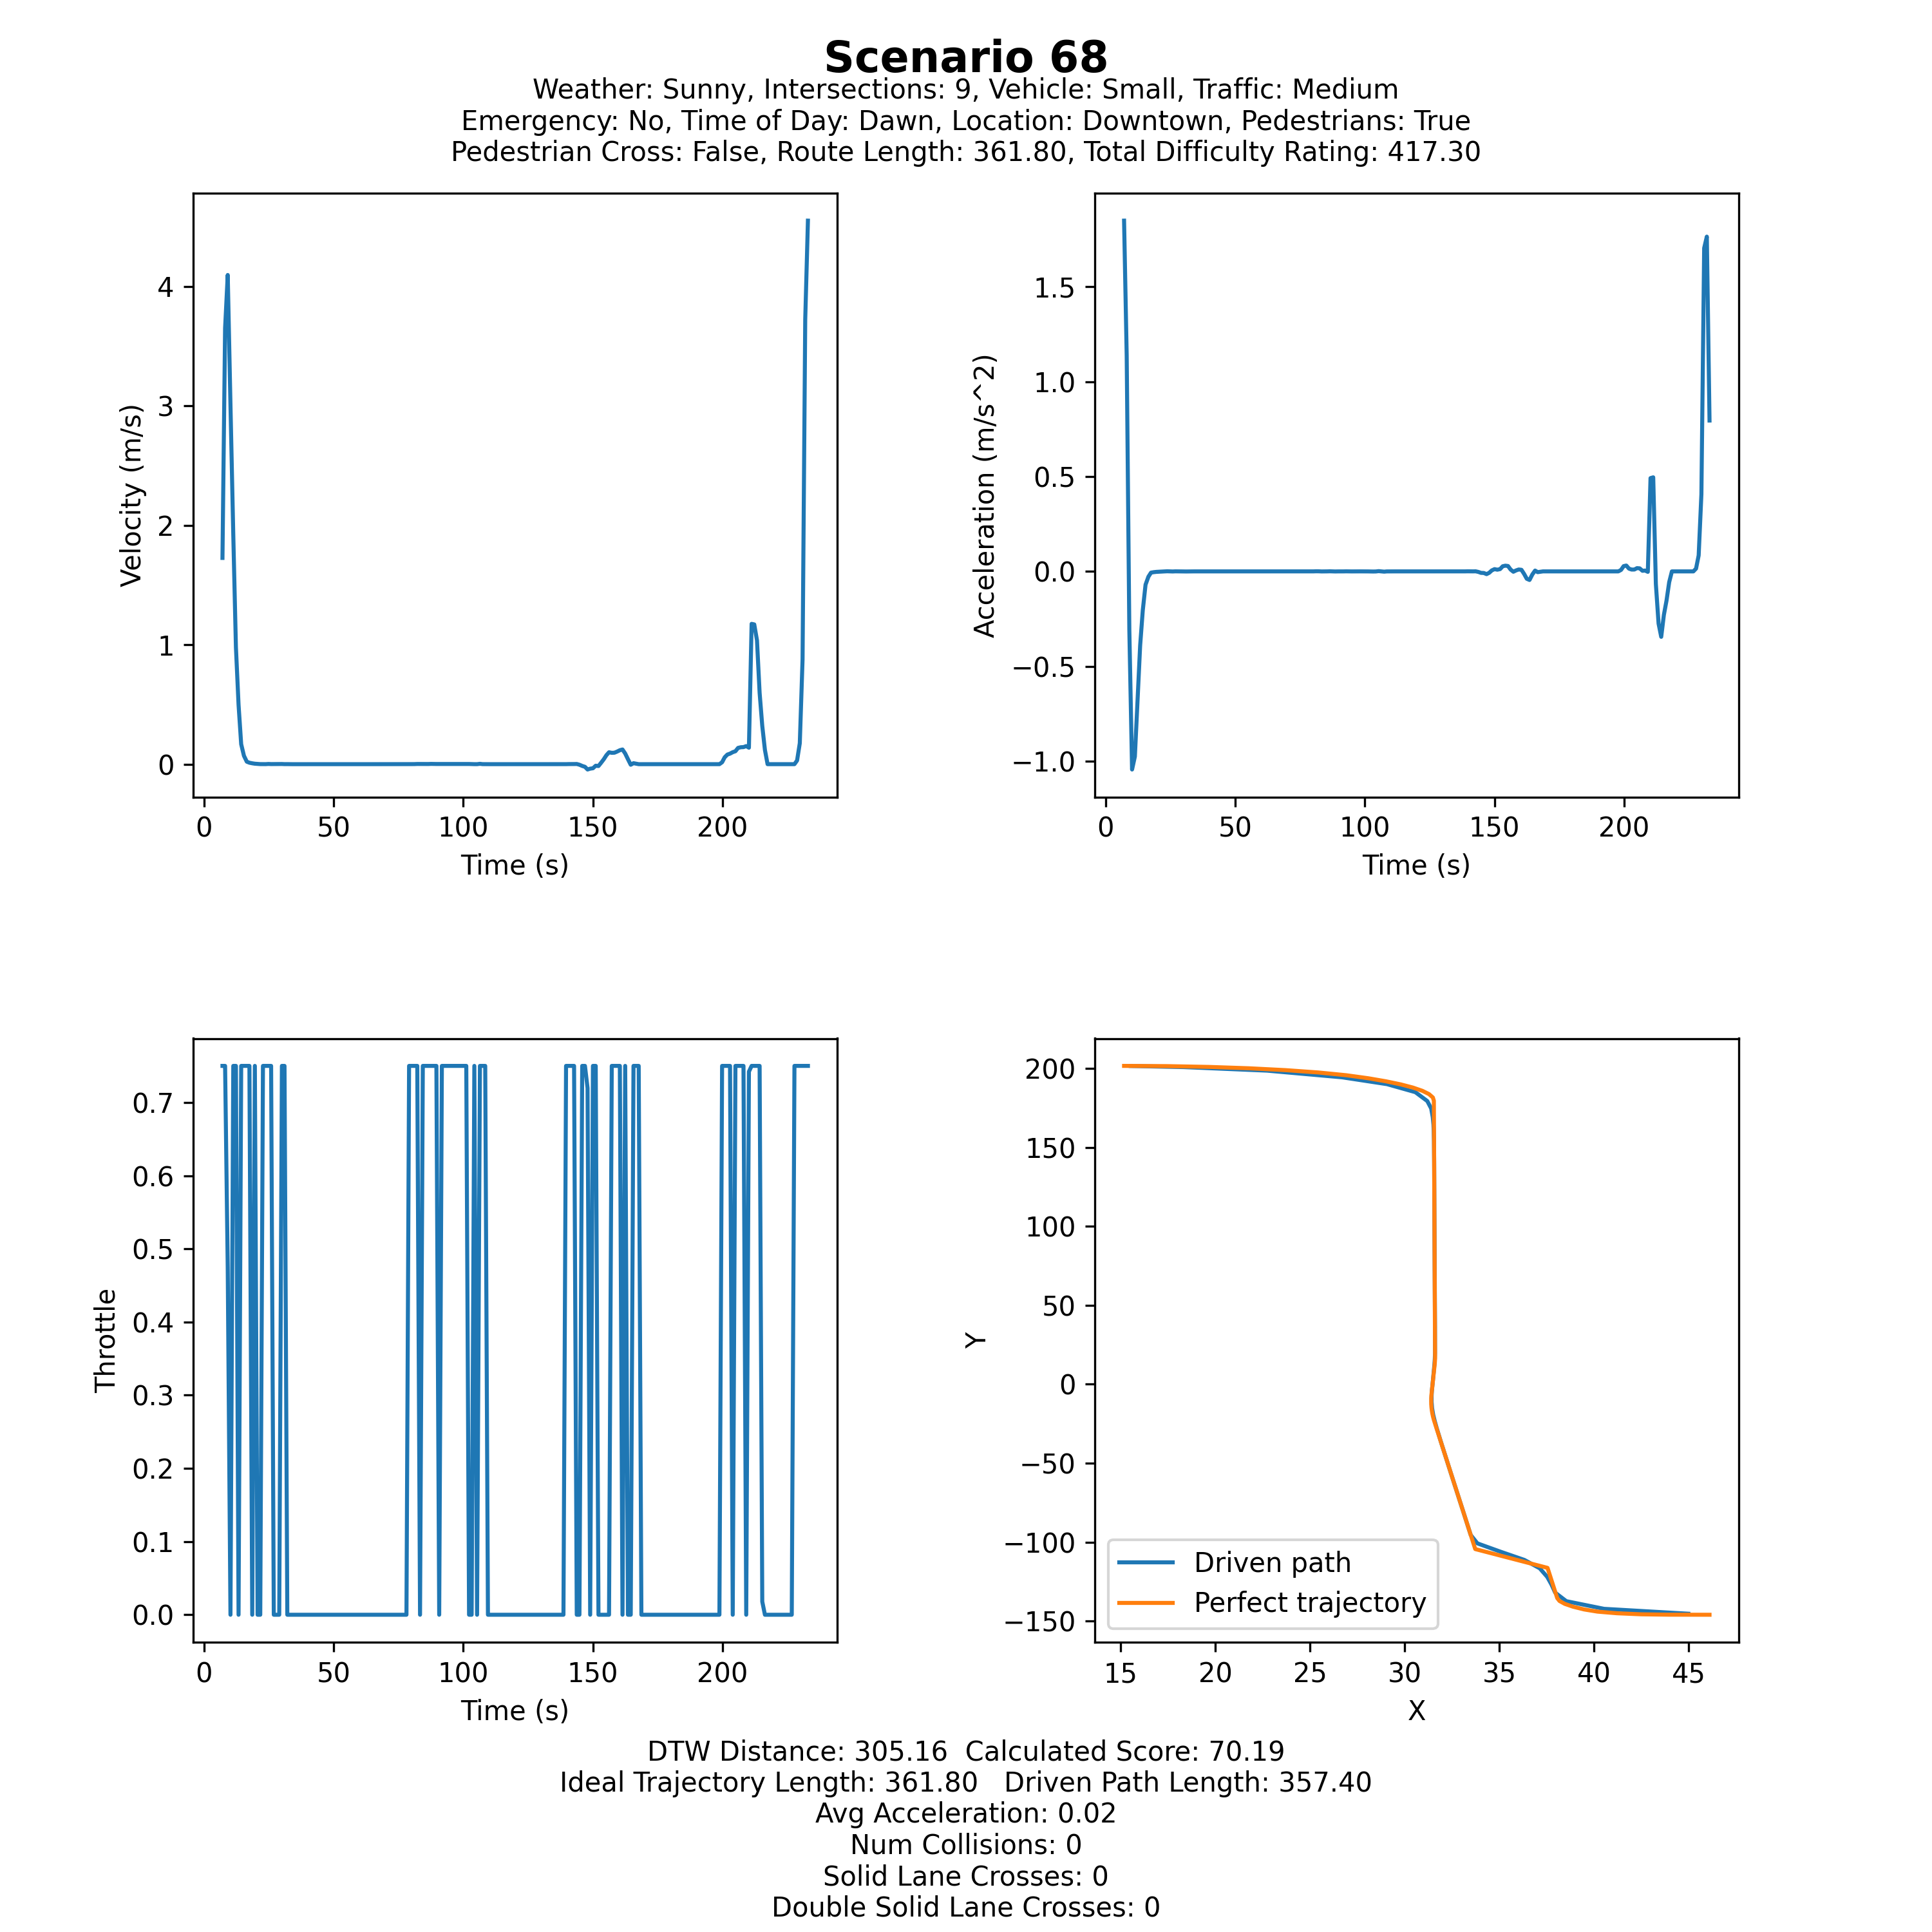 Scenario 68
Weather: Sunny, Intersections: 9, Vehicle: Small, Traffic: Medium
Emergency: No, Time of Day: Dawn, Location: Downtown, Pedestrians: True
Pedestrian Cross: False, Route Length: 361.80, Total Difficulty Rating: 417.30
Velocity (m/s)
4
3
2
1
0
0 50 100 150 200
Time (s)
Acceleration (m/s^2)
1.5
1.0
0.5
0.0
−0.5
−1.0
0 50 100 150 200
Time (s)
Throttle
0.7
0.6
0.5
0.4
0.3
0.2
0.1
0.0
0 50 100 150 200
Time (s)
Y
200
150
100
50
0
−50
−100
−150
Driven path
Perfect trajectory
15 20 25 30 35 40 45
X
DTW Distance: 305.16  Calculated Score: 70.19
Ideal Trajectory Length: 361.80   Driven Path Length: 357.40
Avg Acceleration: 0.02
Num Collisions: 0
Solid Lane Crosses: 0
Double Solid Lane Crosses: 0